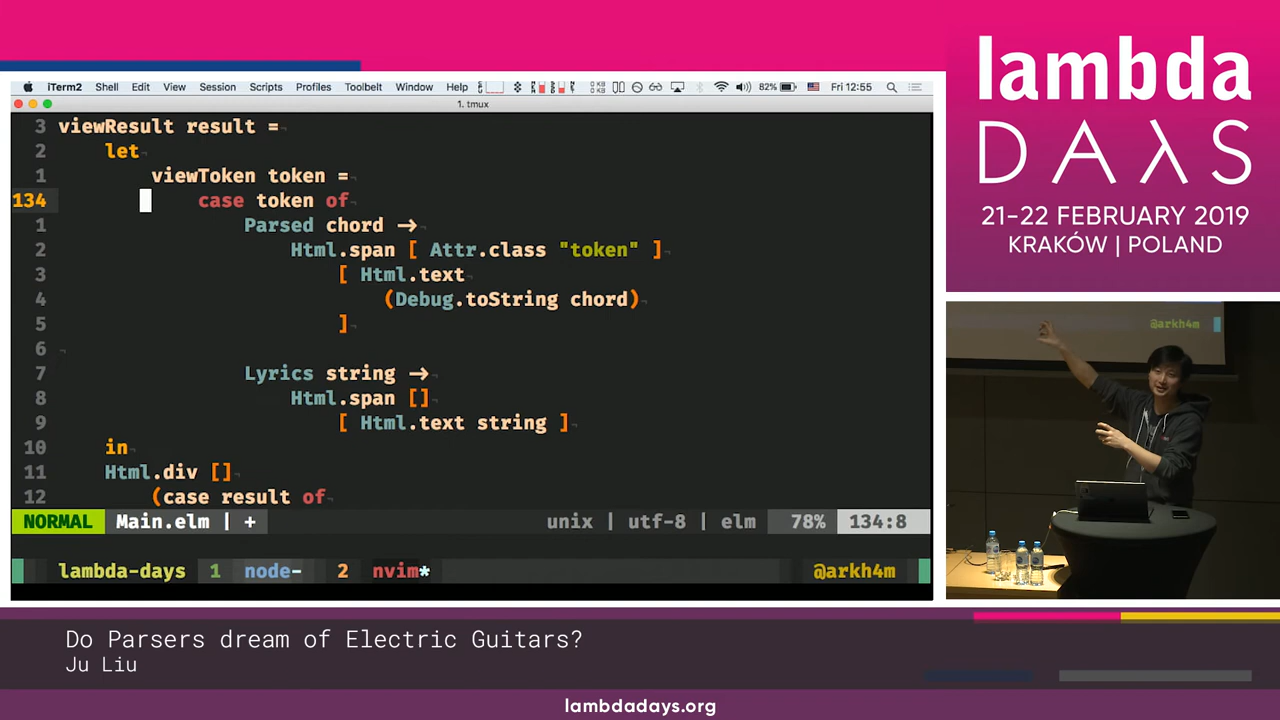 iTerm2 Shell Edit View Session Scripts Profiles Toolbelt Window Help 82% Fri 12:55
1. tmux
3 viewResult result =
2 let
1 viewToken token =
134 case token of
1 Parsed chord →
2 Html.span [ Attr.class "token" ]
3 [ Html.text
4 (Debug.toString chord)
5 ]
6
7 Lyrics string →
8 Html.span []
9 [ Html.text string ]
10 in
11 Html.div []
12 (case result of
NORMAL Main.elm | + unix | utf-8 | elm 78% 134:8
lambda-days 1 node- 2 nvim* @arkh4m
lambda
DAλS
21-22 FEBRUARY 2019
KRAKÓW | POLAND
@arkh4m
Do Parsers dream of Electric Guitars?
Ju Liu
lambdadays.org